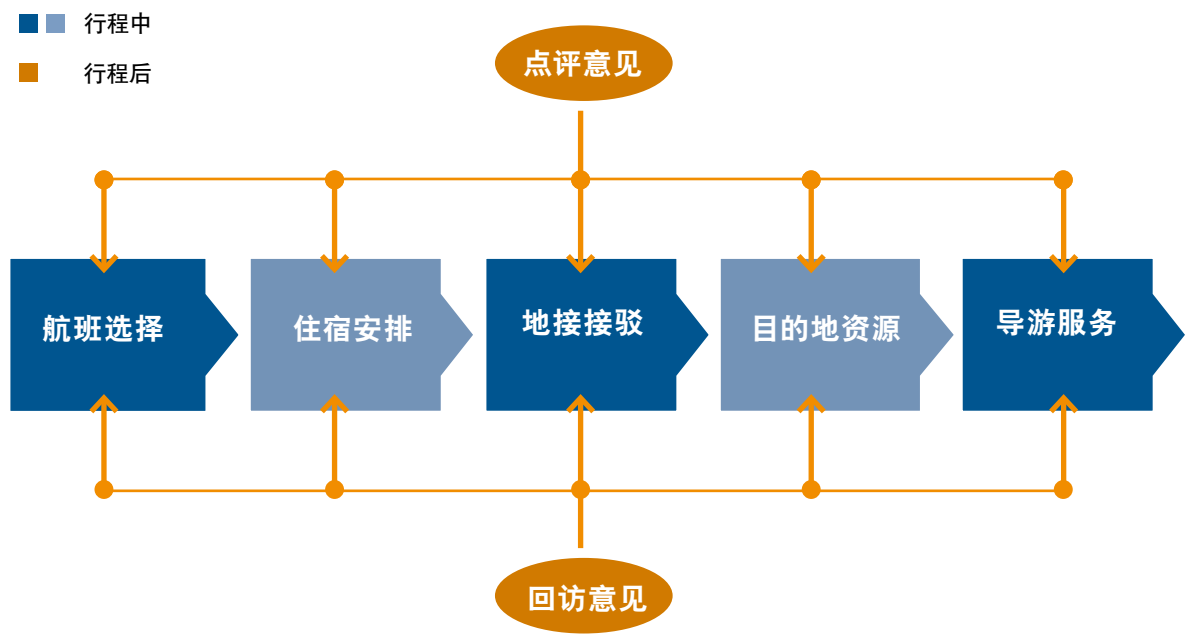 行程中
行程后
点评意见
航班选择
住宿安排
地接接驳
目的地资源
导游服务
回访意见